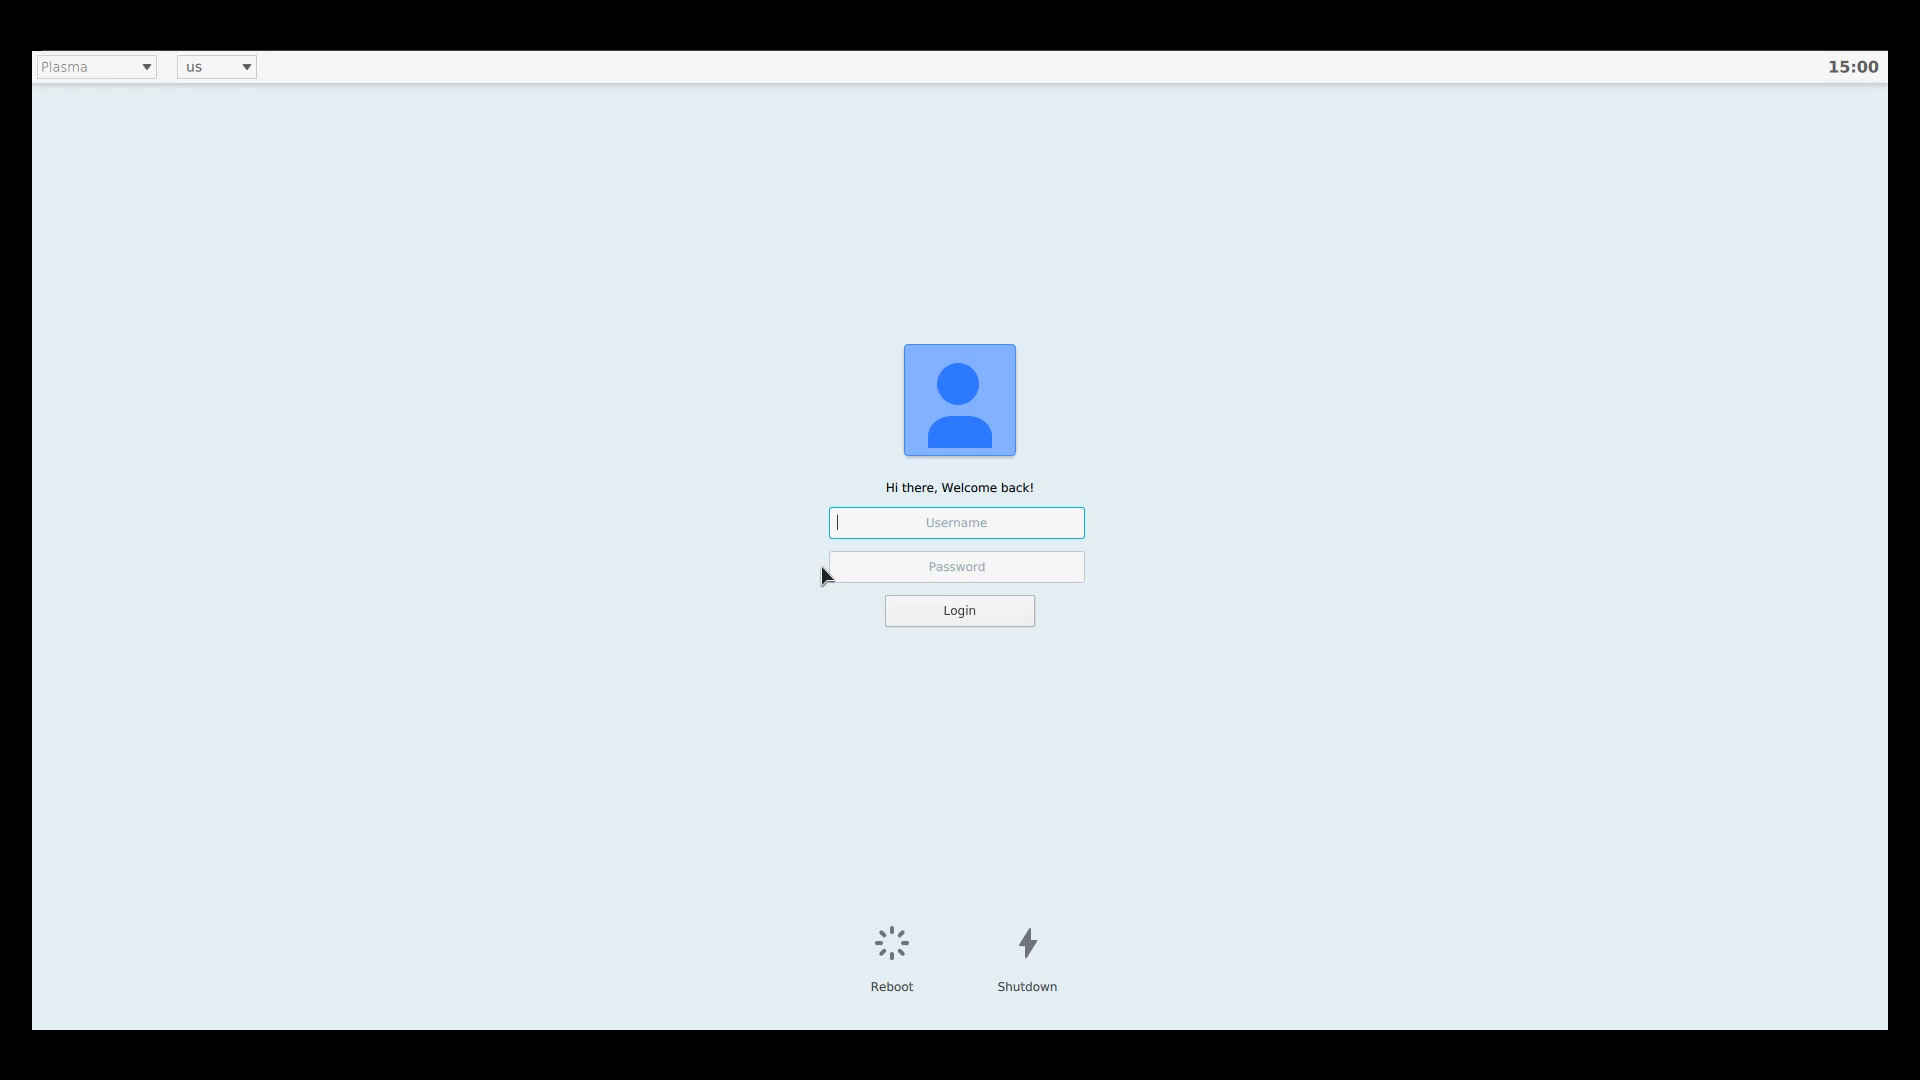 Plasma us 15:00
Hi there, Welcome back!
Username
Password
Login
Reboot Shutdown